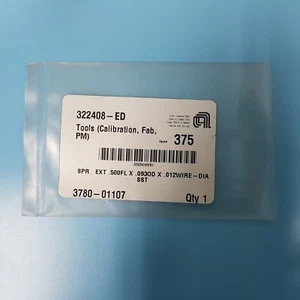 322408-ED
Tools (Calibration, Fab,
PM)
375
SPR EXT .500FL X .093OD X .012WIRE-DIA
SST
3780-01107
Qty 1